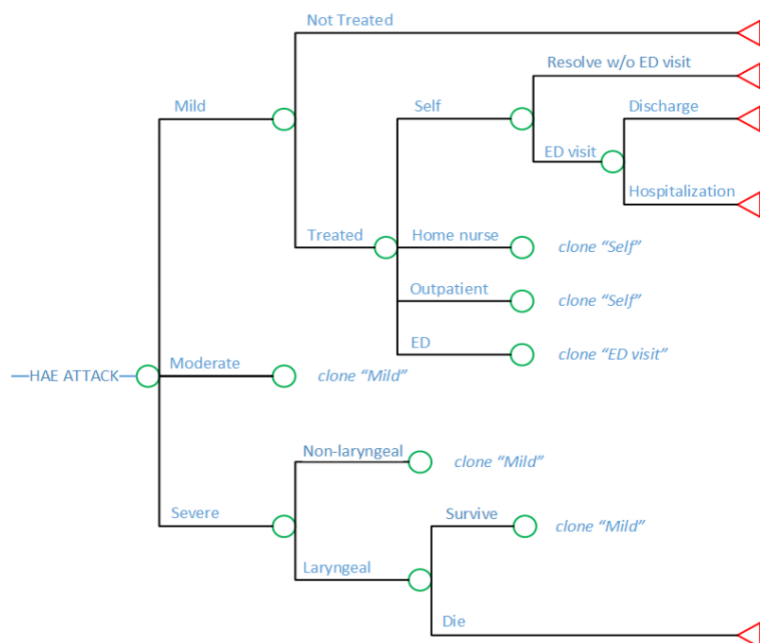 Not Treated
Resolve w/o ED visit
Mild
Self
Discharge
ED visit
Hospitalization
Treated
Home nurse
clone “Self”
Outpatient
clone “Self”
ED
clone “ED visit”
Moderate
HAE ATTACK
clone “Mild”
Non-laryngeal
clone “Mild”
Severe
Survive
clone “Mild”
Laryngeal
Die